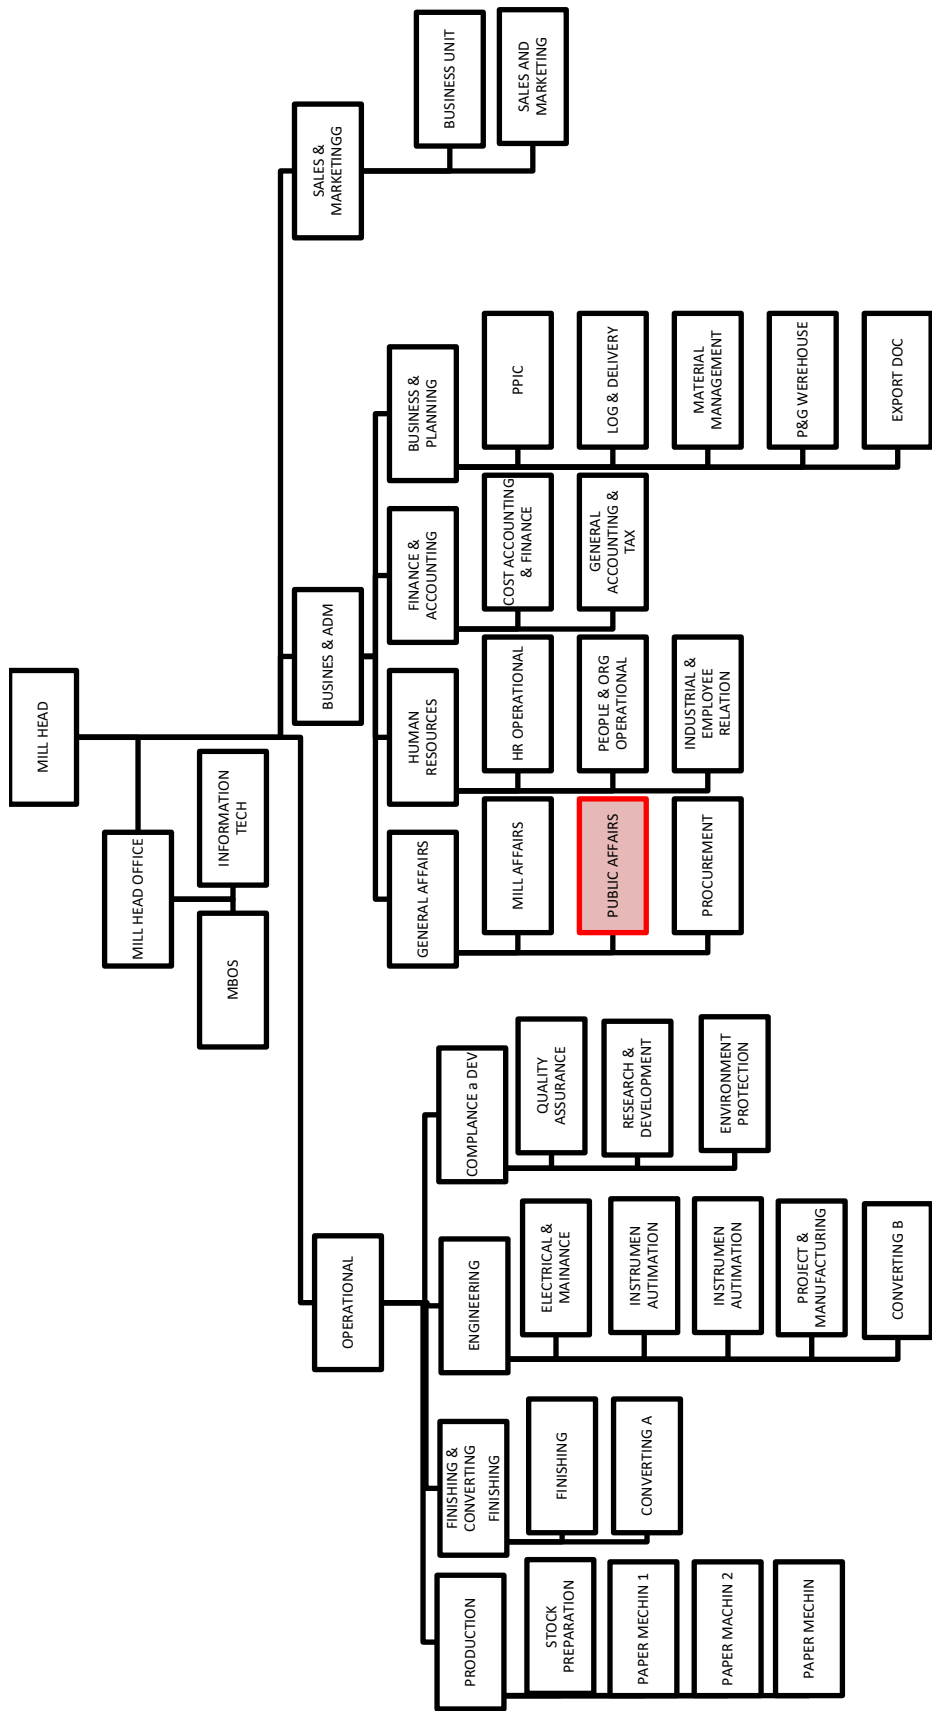 MILL HEAD
MILL HEAD OFFICE
MBOS
INFORMATION
TECH
OPERATIONAL
BUSINES & ADM
SALES &
MARKETINGG
PRODUCTION
FINISHING &
CONVERTING
FINISHING
ENGINEERING
COMPLANCE a DEV
GENERAL AFFAIRS
HUMAN
RESOURCES
FINANCE &
ACCOUNTING
BUSINESS &
PLANNING
BUSINESS UNIT
SALES AND
MARKETING
STOCK
PREPARATION
PAPER MECHIN 1
PAPER MACHIN 2
PAPER MECHIN
FINISHING
CONVERTING A
ELECTRICAL &
MAINANCE
INSTRUMEN
AUTIMATION
INSTRUMEN
AUTIMATION
PROJECT &
MANUFACTURING
CONVERTING B
QUALITY
ASSURANCE
RESEARCH &
DEVELOPMENT
ENVIRONMENT
PROTECTION
MILL AFFAIRS
PUBLIC AFFAIRS
PROCUREMENT
HR OPERATIONAL
PEOPLE & ORG
OPERATIONAL
INDUSTRIAL &
EMPLOYEE
RELATION
COST ACCOUNTING
& FINANCE
GENERAL
ACCOUNTING &
TAX
PPIC
LOG & DELIVERY
MATERIAL
MANAGEMENT
P&G WEREHOUSE
EXPORT DOC